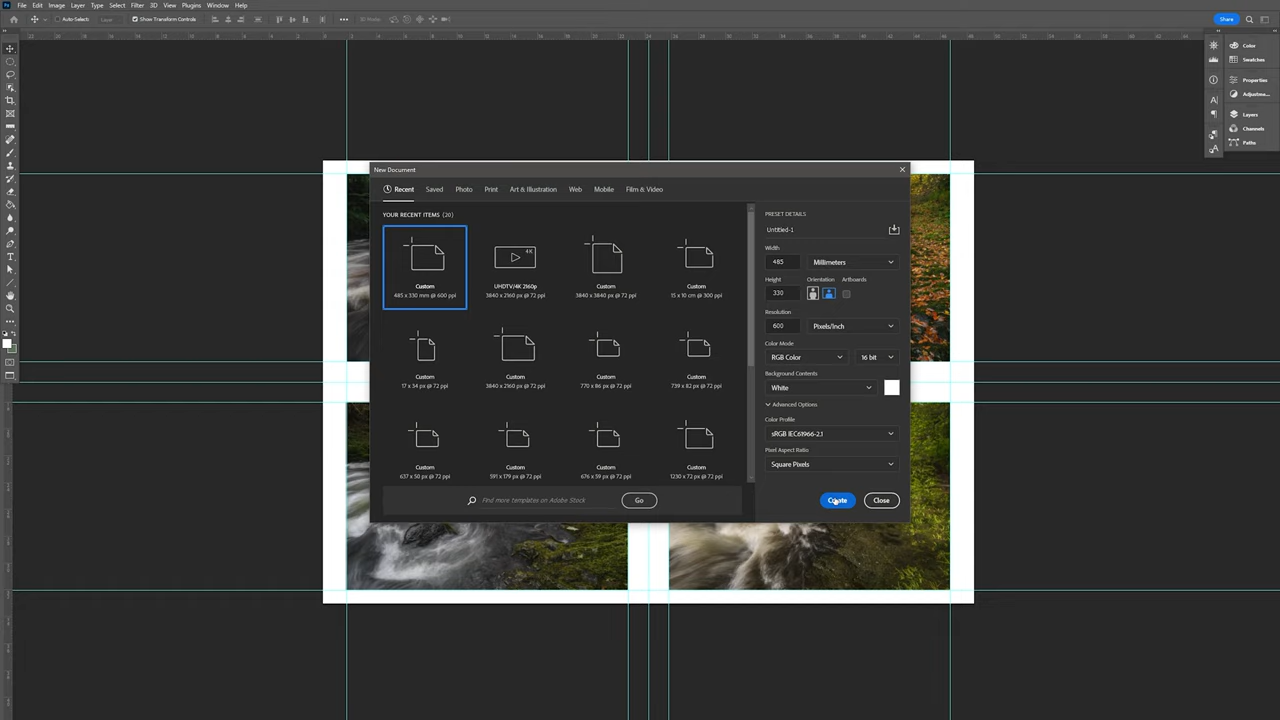 File Edit Image Layer Type Select Filter 3D View Plugins Window Help
Auto-Select: Layer Show Transform Controls 3D Mode Share
Color
Swatches
Properties
Adjustme...
Layers
Channels
Paths
New Document
Recent Saved Photo Print Art & Illustration Web Mobile Film & Video
YOUR RECENT ITEMS (20)
Custom UHDTV/4K 2160p Custom Custom
485 x 330 mm @ 600 ppi 3840 x 2160 px @ 72 ppi 3840 x 3840 px @ 72 ppi 15 x 10 cm @ 300 ppi
4K
Custom Custom Custom Custom
17 x 34 px @ 72 ppi 3840 x 2160 px @ 72 ppi 770 x 86 px @ 72 ppi 739 x 82 px @ 72 ppi
Custom Custom Custom Custom
637 x 50 px @ 72 ppi 591 x 179 px @ 72 ppi 676 x 59 px @ 72 ppi 1230 x 72 px @ 72 ppi
Find more templates on Adobe Stock Go
PRESET DETAILS
Untitled-1
Width
485 Millimeters
Height Orientation Artboards
330
Resolution
600 Pixels/Inch
Color Mode
RGB Color 16 bit
Background Contents
White
Advanced Options
Color Profile
sRGB IEC61966-2.1
Pixel Aspect Ratio
Square Pixels
Create Close